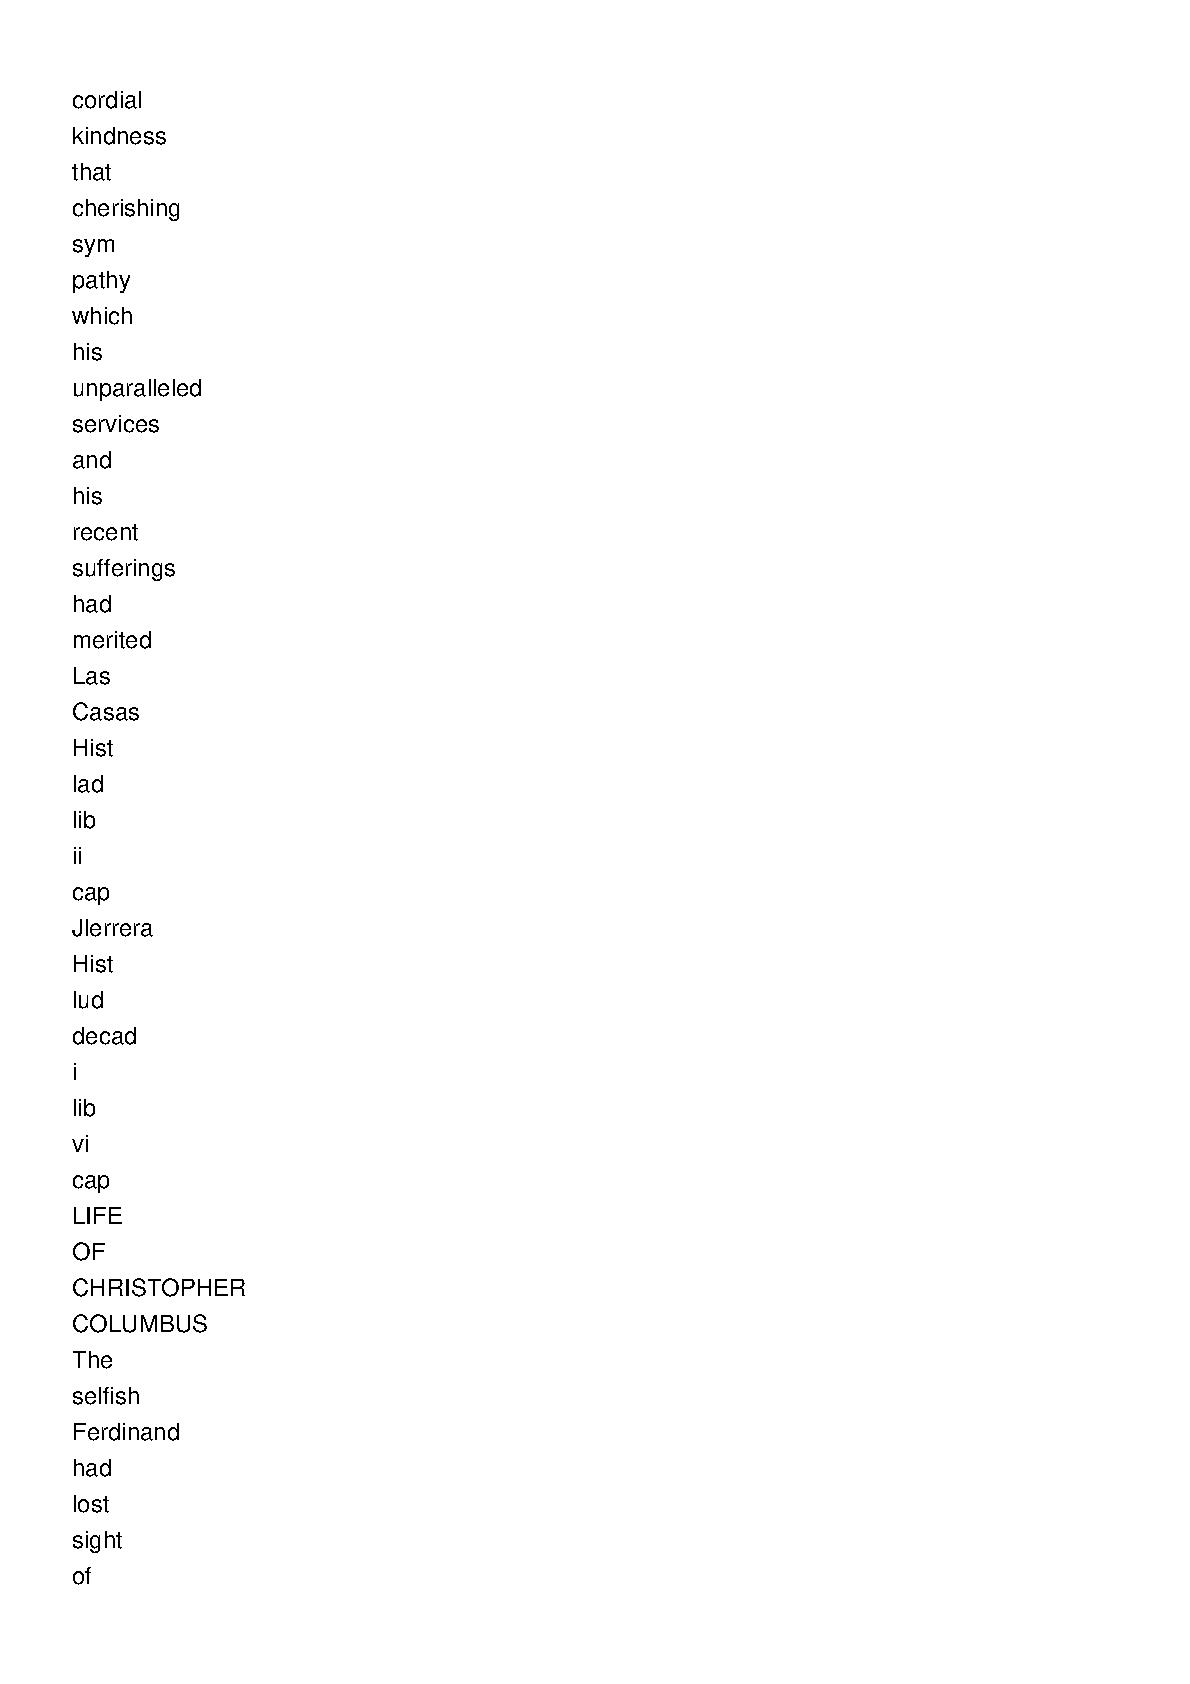 cordial
kindness
that
cherishing
sym
pathy
which
his
unparalleled
services
and
his
recent
sufferings
had
merited
Las
Casas
Hist
lad
lib
ii
cap
Jlerrera
Hist
lud
decad
i
lib
vi
cap
LIFE
OF
CHRISTOPHER
COLUMBUS
The
selfish
Ferdinand
had
lost
sight
of